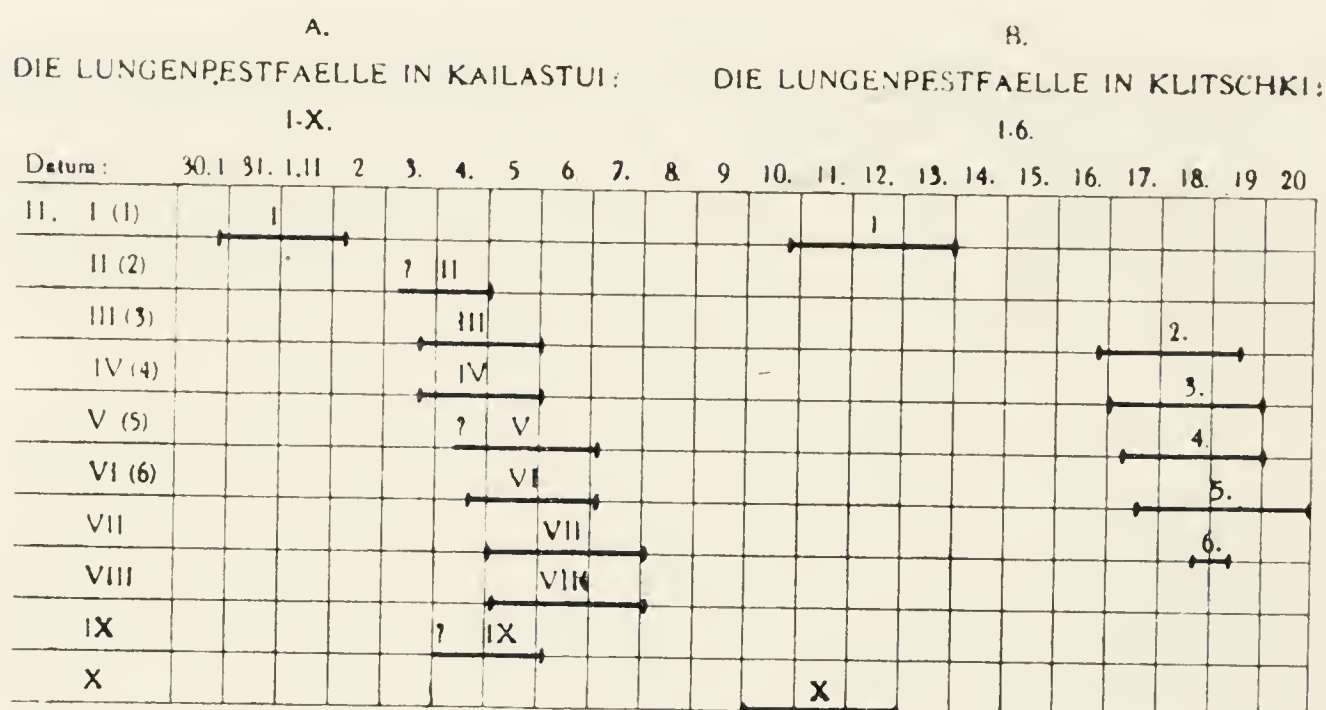 A.
DIE LUNGENPESTFAELLE IN KAILASTUI:
I-X.
B.
DIE LUNGENPESTFAELLE IN KLITSCHKI:
1.6.
Datum: 30.1 31. 1.II 2 3. 4. 5 6. 7. 8. 9 10. 11. 12. 13. 14. 15. 16. 17. 18. 19 20
II. I (1) I 1
II (2) ? II
III (3) III 2.
IV (4) IV 3.
V (5) ? V 4.
VI (6) VI 5.
VII VII 6.
VIII VIII
IX ? IX
X X